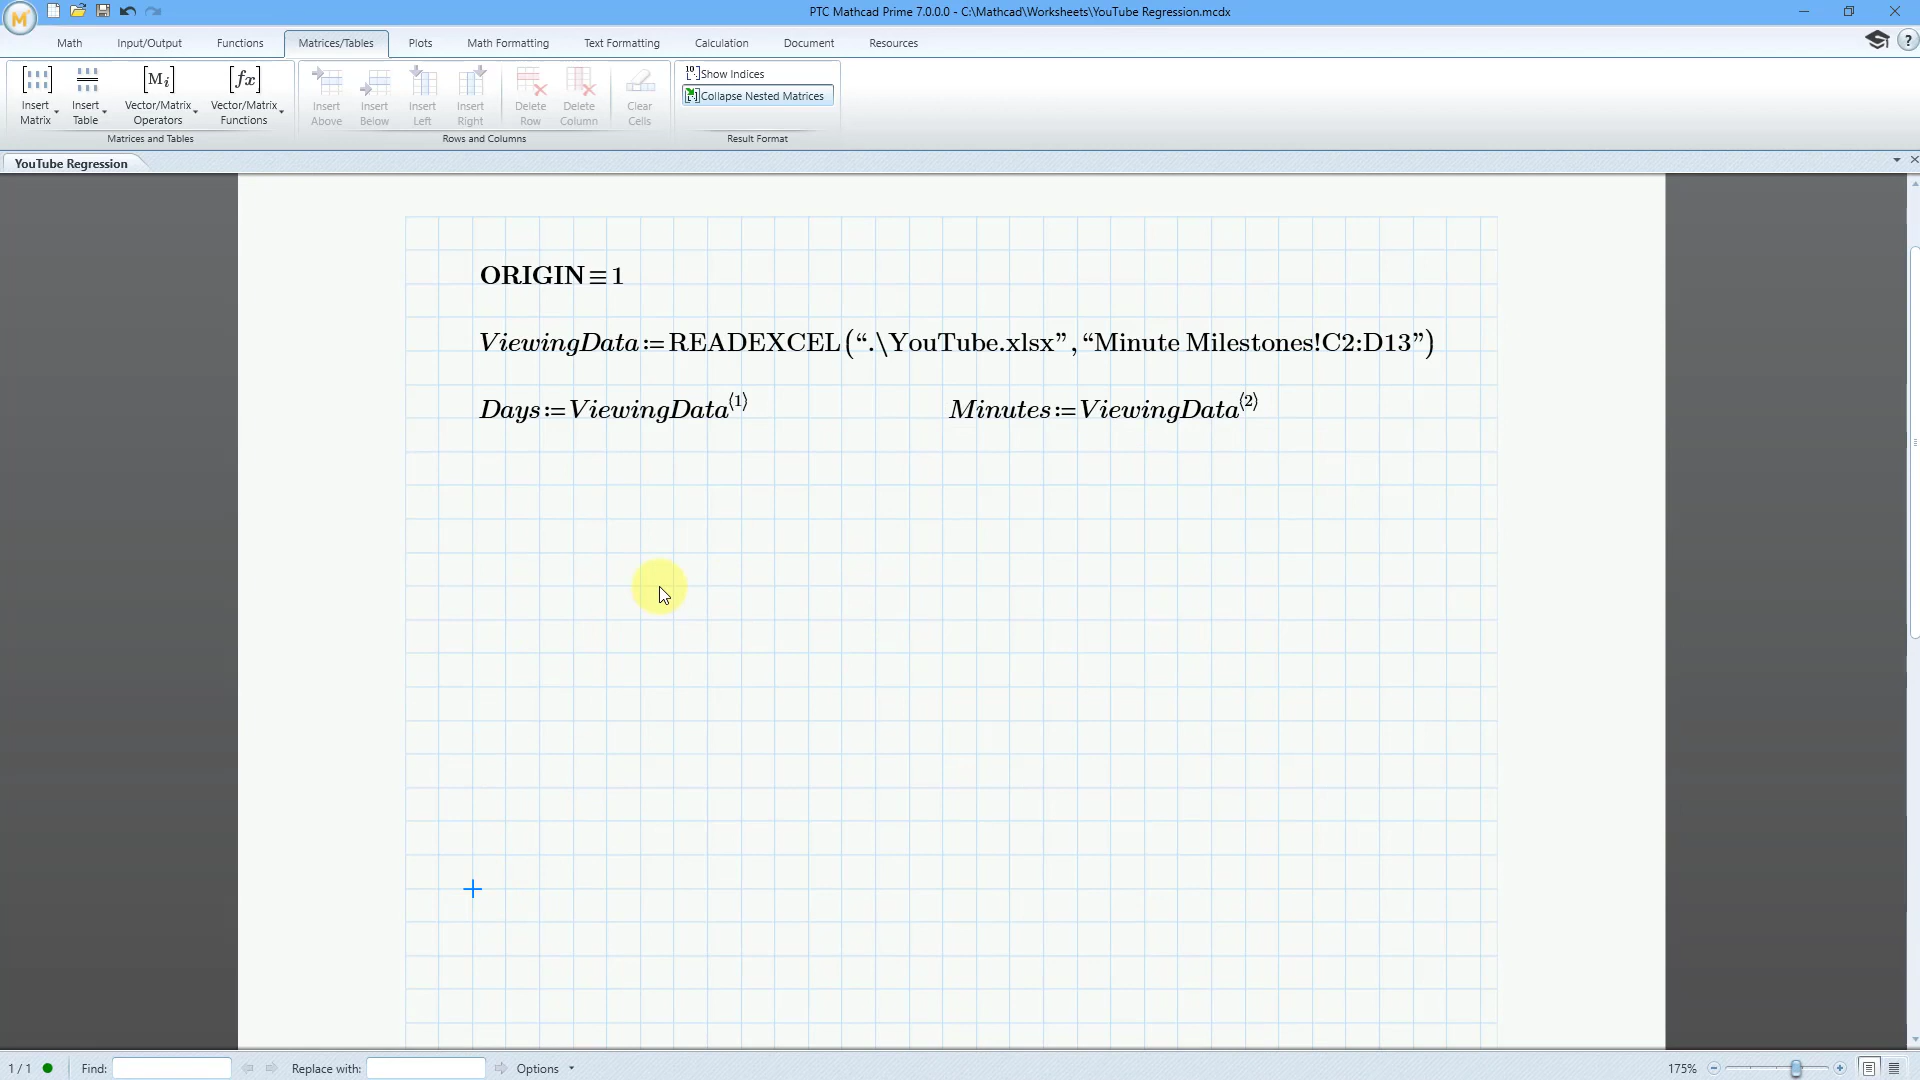 PTC Mathcad Prime 7.0.0.0 - C:\Mathcad\Worksheets\YouTube Regression.mcdx
Math Input/Output Functions Matrices/Tables Plots Math Formatting Text Formatting Calculation Document Resources
Insert Matrix
Insert Table
Vector/Matrix Operators
Vector/Matrix Functions
Matrices and Tables
Insert Above
Insert Below
Insert Left
Insert Right
Delete Row
Delete Column
Clear Cells
Rows and Columns
Show Indices
Collapse Nested Matrices
Result Format
YouTube Regression
ORIGIN≡1
ViewingData:=READEXCEL(“.\YouTube.xlsx”,“Minute Milestones!C2:D13”)
Days:=ViewingData⟨1⟩ Minutes:=ViewingData⟨2⟩
1 / 1 Find: Replace with: Options 175%